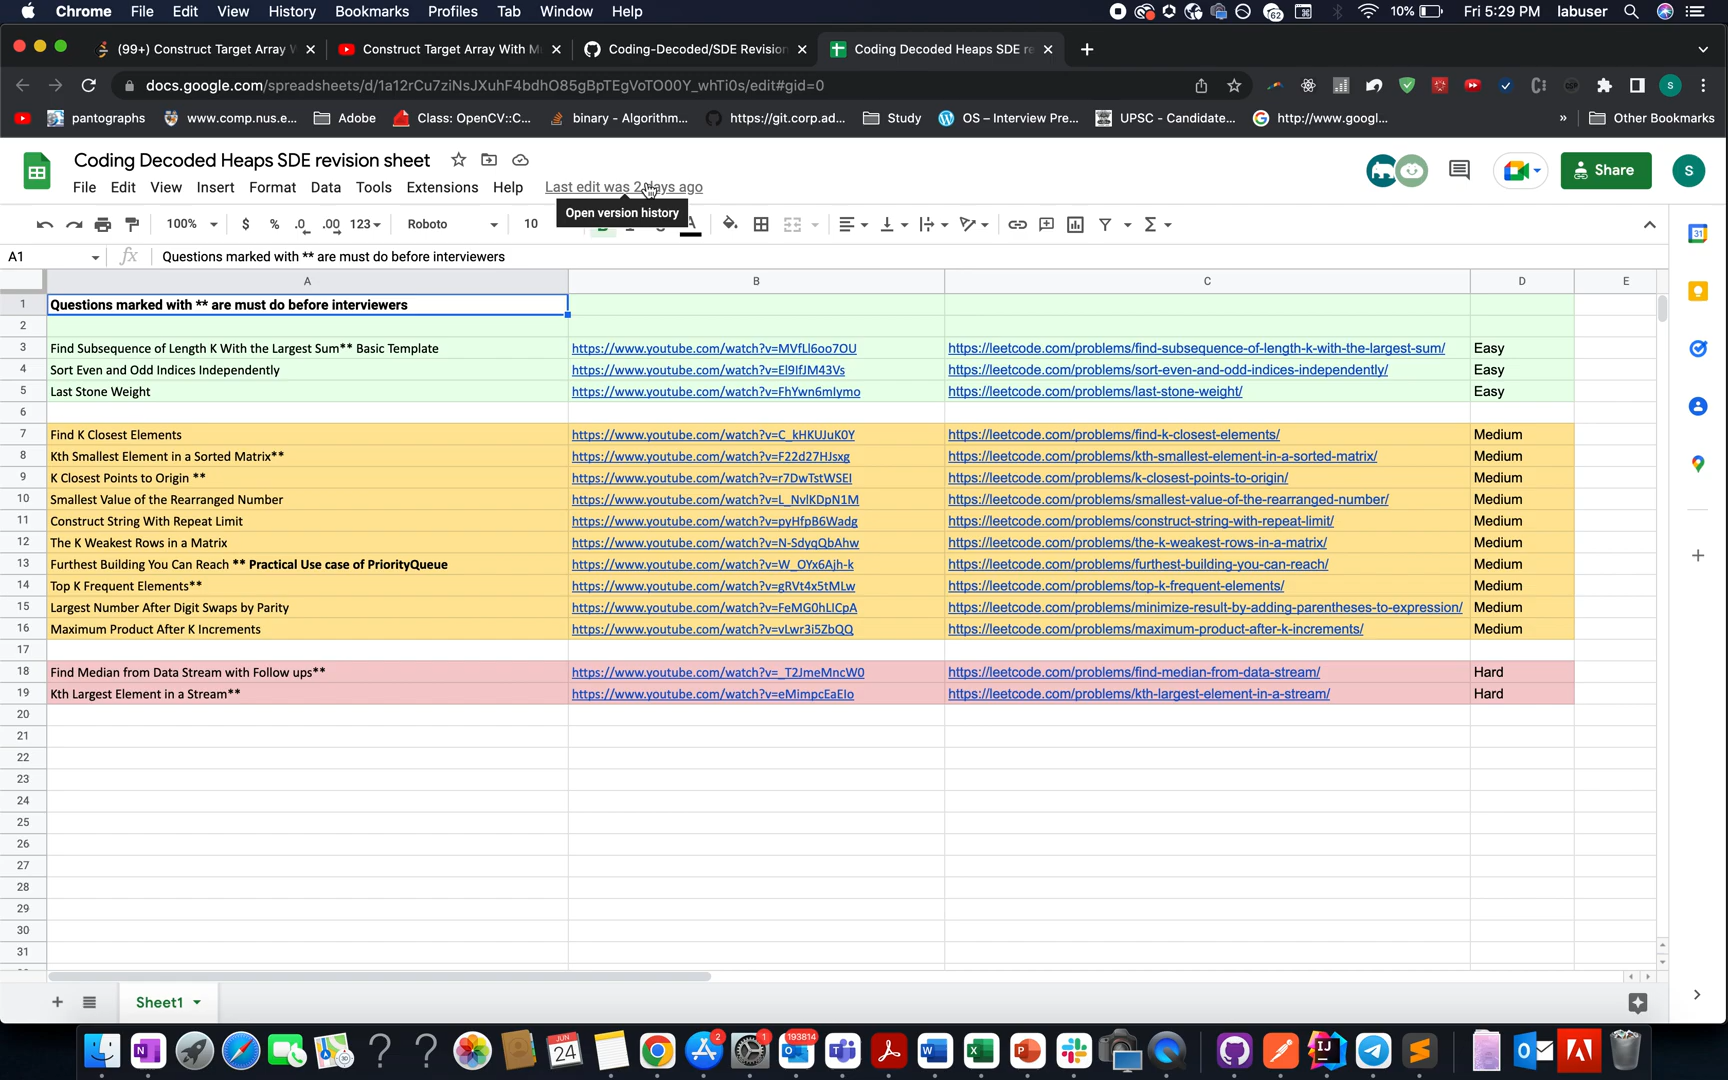 Chrome File Edit View History Bookmarks Profiles Tab Window Help 62 10% Fri 5:29 PM labuser
(99+) Construct Target Array W Construct Target Array With M Coding-Decoded/SDE Revision Coding Decoded Heaps SDE re
docs.google.com/spreadsheets/d/1a12rCu7ziNsJXuhF4bdhO85gBpTEgVoTO00Y_whTi0s/edit#gid=0
pantographs www.comp.nus.e... Adobe Class: OpenCV::C... binary - Algorithm... https://git.corp.ad... Study OS – Interview Pre... UPSC - Candidate... http://www.googl... » Other Bookmarks
Coding Decoded Heaps SDE revision sheet
Share S
File Edit View Insert Format Data Tools Extensions Help Last edit was 2 days ago
Open version history
100% $ % .0 .00 123 Roboto 10
A1 fx Questions marked with ** are must do before interviewers
A B C D E
1 Questions marked with ** are must do before interviewers
2
3 Find Subsequence of Length K With the Largest Sum** Basic Template https://www.youtube.com/watch?v=MVfLl6oo7OU https://leetcode.com/problems/find-subsequence-of-length-k-with-the-largest-sum/ Easy
4 Sort Even and Odd Indices Independently https://www.youtube.com/watch?v=El9IfJM43Vs https://leetcode.com/problems/sort-even-and-odd-indices-independently/ Easy
5 Last Stone Weight https://www.youtube.com/watch?v=FhYwn6mlymo https://leetcode.com/problems/last-stone-weight/ Easy
6
7 Find K Closest Elements https://www.youtube.com/watch?v=C_kHKUJuK0Y https://leetcode.com/problems/find-k-closest-elements/ Medium
8 Kth Smallest Element in a Sorted Matrix** https://www.youtube.com/watch?v=F22d27HJsxg https://leetcode.com/problems/kth-smallest-element-in-a-sorted-matrix/ Medium
9 K Closest Points to Origin ** https://www.youtube.com/watch?v=r7DwTstWSEI https://leetcode.com/problems/k-closest-points-to-origin/ Medium
10 Smallest Value of the Rearranged Number https://www.youtube.com/watch?v=L_NvlKDpN1M https://leetcode.com/problems/smallest-value-of-the-rearranged-number/ Medium
11 Construct String With Repeat Limit https://www.youtube.com/watch?v=pyHfpB6Wadg https://leetcode.com/problems/construct-string-with-repeat-limit/ Medium
12 The K Weakest Rows in a Matrix https://www.youtube.com/watch?v=N-SdyqQbAhw https://leetcode.com/problems/the-k-weakest-rows-in-a-matrix/ Medium
13 Furthest Building You Can Reach ** Practical Use case of PriorityQueue https://www.youtube.com/watch?v=W_OYx6Ajh-k https://leetcode.com/problems/furthest-building-you-can-reach/ Medium
14 Top K Frequent Elements** https://www.youtube.com/watch?v=gRVt4x5tMLw https://leetcode.com/problems/top-k-frequent-elements/ Medium
15 Largest Number After Digit Swaps by Parity https://www.youtube.com/watch?v=FeMG0hLICpA https://leetcode.com/problems/minimize-result-by-adding-parentheses-to-expression/ Medium
16 Maximum Product After K Increments https://www.youtube.com/watch?v=vLwr3i5ZbQQ https://leetcode.com/problems/maximum-product-after-k-increments/ Medium
17
18 Find Median from Data Stream with Follow ups** https://www.youtube.com/watch?v=_T2JmeMncW0 https://leetcode.com/problems/find-median-from-data-stream/ Hard
19 Kth Largest Element in a Stream** https://www.youtube.com/watch?v=eMimpcEaElo https://leetcode.com/problems/kth-largest-element-in-a-stream/ Hard
20
21
22
23
24
25
26
27
28
29
30
31
Sheet1
JUN 24 2 1 193814